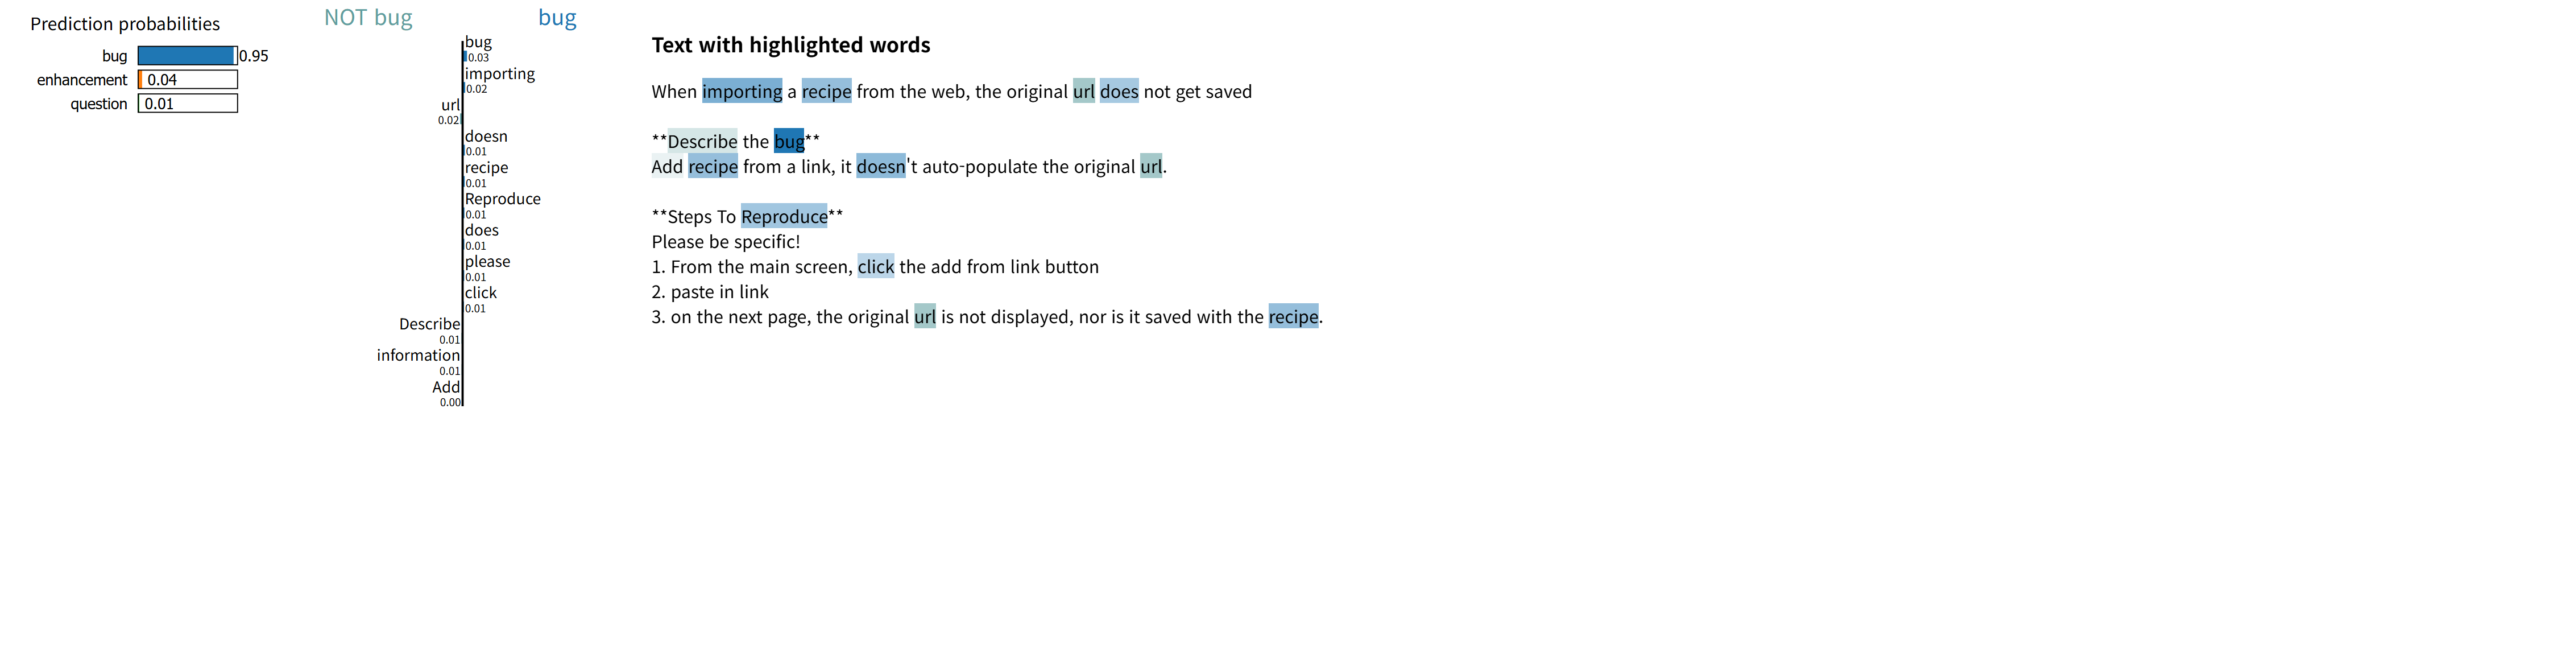 Prediction probabilities
bug 0.95
enhancement 0.04
question 0.01
NOT bug bug
bug
0.03
importing
0.02
url
0.02
doesn
0.01
recipe
0.01
Reproduce
0.01
does
0.01
please
0.01
click
0.01
Describe
0.01
information
0.01
Add
0.00
Text with highlighted words
When importing a recipe from the web, the original url does not get saved
**Describe the bug**
Add recipe from a link, it doesn't auto-populate the original url.
**Steps To Reproduce**
Please be specific!
1. From the main screen, click the add from link button
2. paste in link
3. on the next page, the original url is not displayed, nor is it saved with the recipe.